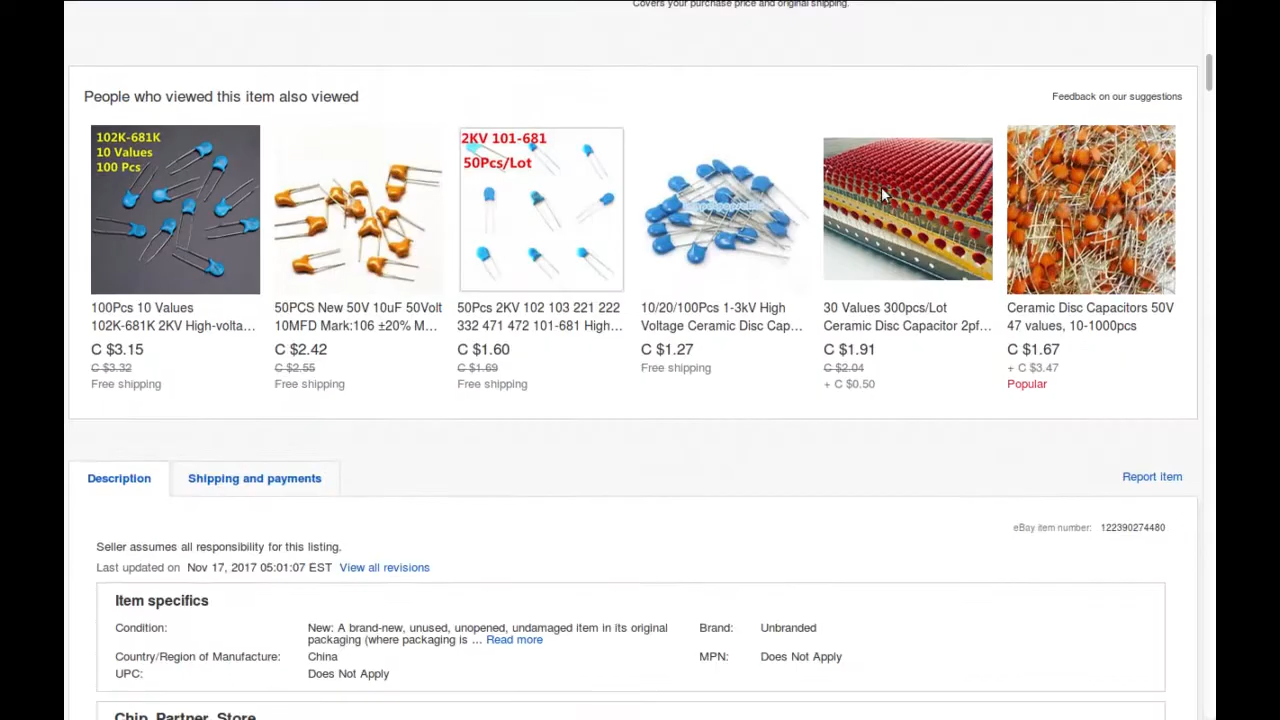 Covers your purchase price and original shipping.
People who viewed this item also viewed
Feedback on our suggestions
102K-681K
10 Values
100 Pcs
2KV 101-681
50Pcs/Lot
100Pcs 10 Values
102K-681K 2KV High-volta...
C $3.15
C $3.32
Free shipping
50PCS New 50V 10uF 50Volt
10MFD Mark:106 ±20% M...
C $2.42
C $2.55
Free shipping
50Pcs 2KV 102 103 221 222
332 471 472 101-681 High...
C $1.60
C $1.69
Free shipping
10/20/100Pcs 1-3kV High
Voltage Ceramic Disc Cap...
C $1.27
Free shipping
30 Values 300pcs/Lot
Ceramic Disc Capacitor 2pf...
C $1.91
C $2.04
+ C $0.50
Ceramic Disc Capacitors 50V
47 values, 10-1000pcs
C $1.67
+ C $3.47
Popular
Description
Shipping and payments
Report item
eBay item number: 122390274480
Seller assumes all responsibility for this listing.
Last updated on Nov 17, 2017 05:01:07 EST View all revisions
Item specifics
Condition: New: A brand-new, unused, unopened, undamaged item in its original
packaging (where packaging is ... Read more
Brand: Unbranded
Country/Region of Manufacture: China
MPN: Does Not Apply
UPC: Does Not Apply
Chip Partner Store